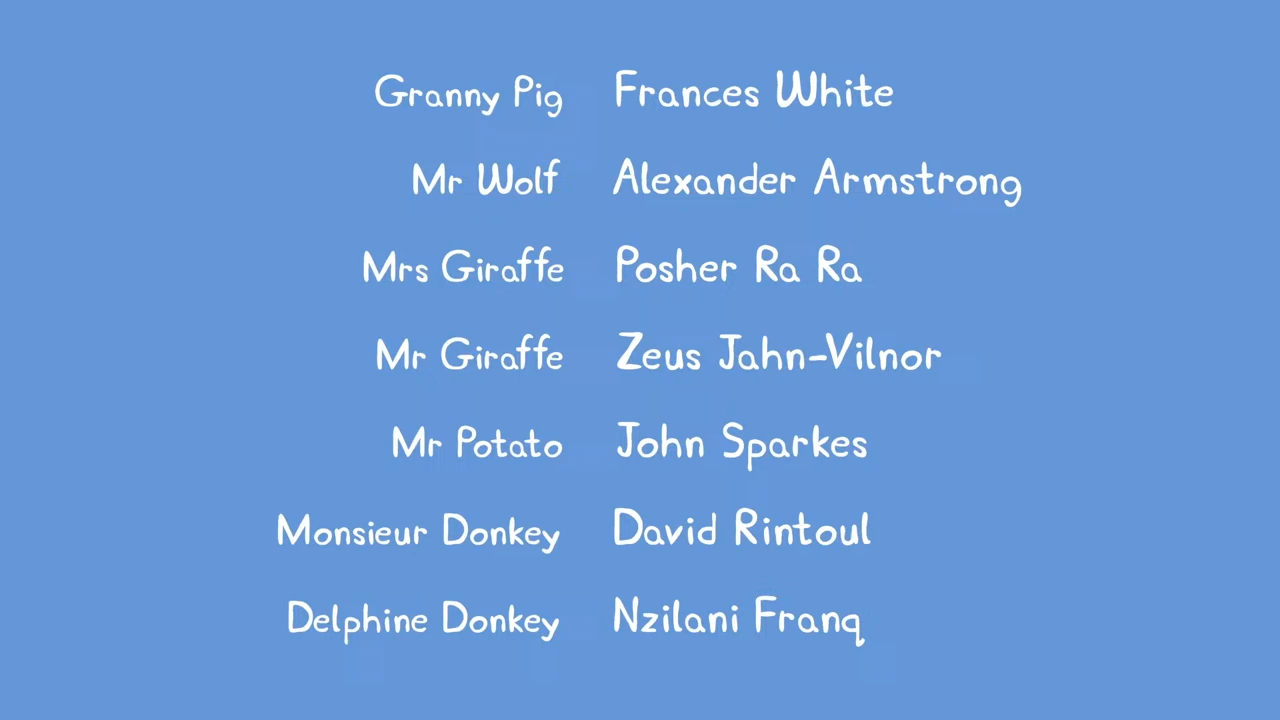 Granny Pig Frances White
Mr Wolf Alexander Armstrong
Mrs Giraffe Posher Ra Ra
Mr Giraffe Zeus Jahn-Vilnor
Mr Potato John Sparkes
Monsieur Donkey David Rintoul
Delphine Donkey Nzilani Franq